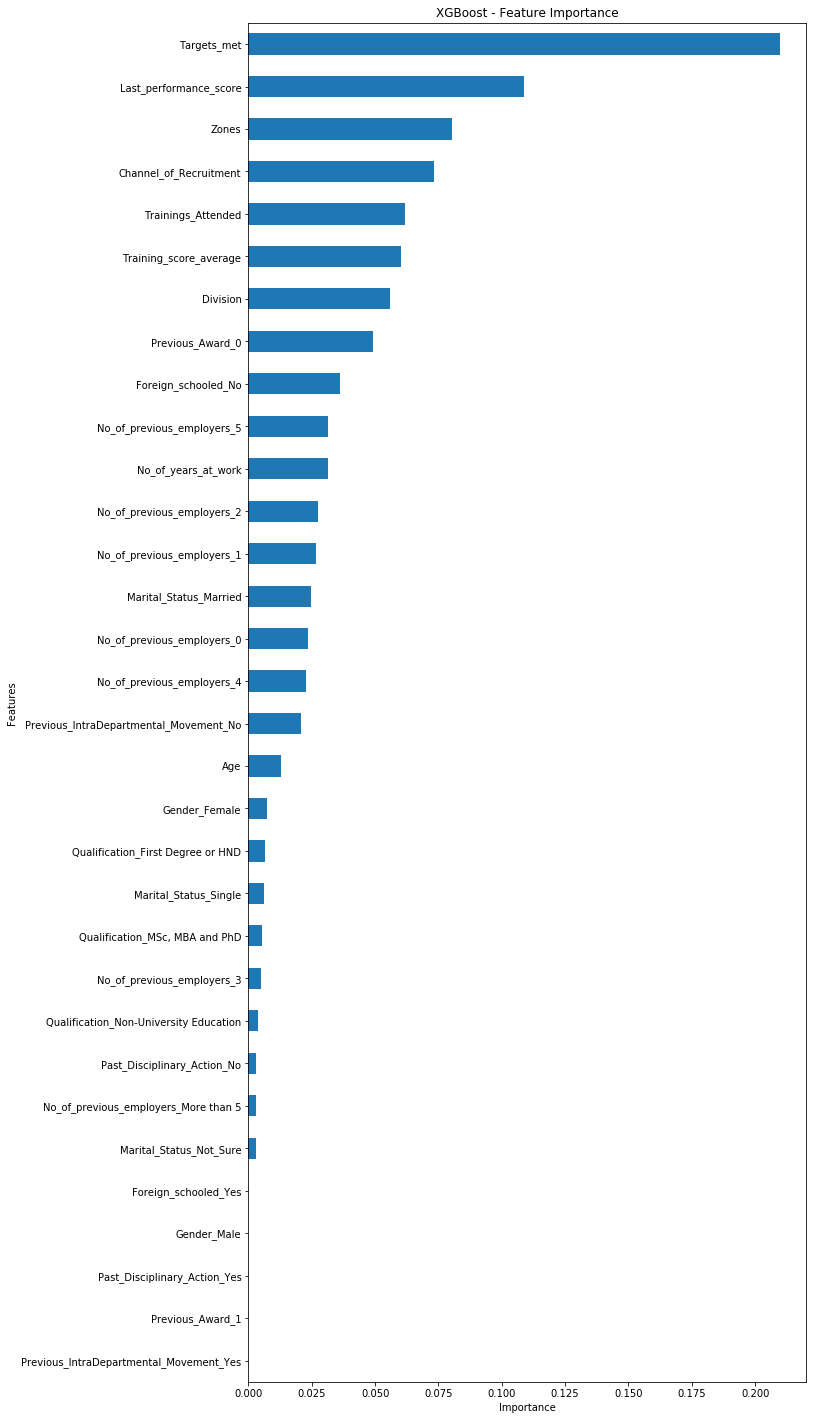 XGBoost - Feature Importance
Targets_met
Last_performance_score
Zones
Channel_of_Recruitment
Trainings_Attended
Training_score_average
Division
Previous_Award_0
Foreign_schooled_No
No_of_previous_employers_5
No_of_years_at_work
No_of_previous_employers_2
No_of_previous_employers_1
Marital_Status_Married
No_of_previous_employers_0
No_of_previous_employers_4
Features
Previous_IntraDepartmental_Movement_No
Age
Gender_Female
Qualification_First Degree or HND
Marital_Status_Single
Qualification_MSc, MBA and PhD
No_of_previous_employers_3
Qualification_Non-University Education
Past_Disciplinary_Action_No
No_of_previous_employers_More than 5
Marital_Status_Not_Sure
Foreign_schooled_Yes
Gender_Male
Past_Disciplinary_Action_Yes
Previous_Award_1
Previous_IntraDepartmental_Movement_Yes
0.000 0.025 0.050 0.075 0.100 0.125 0.150 0.175 0.200
Importance